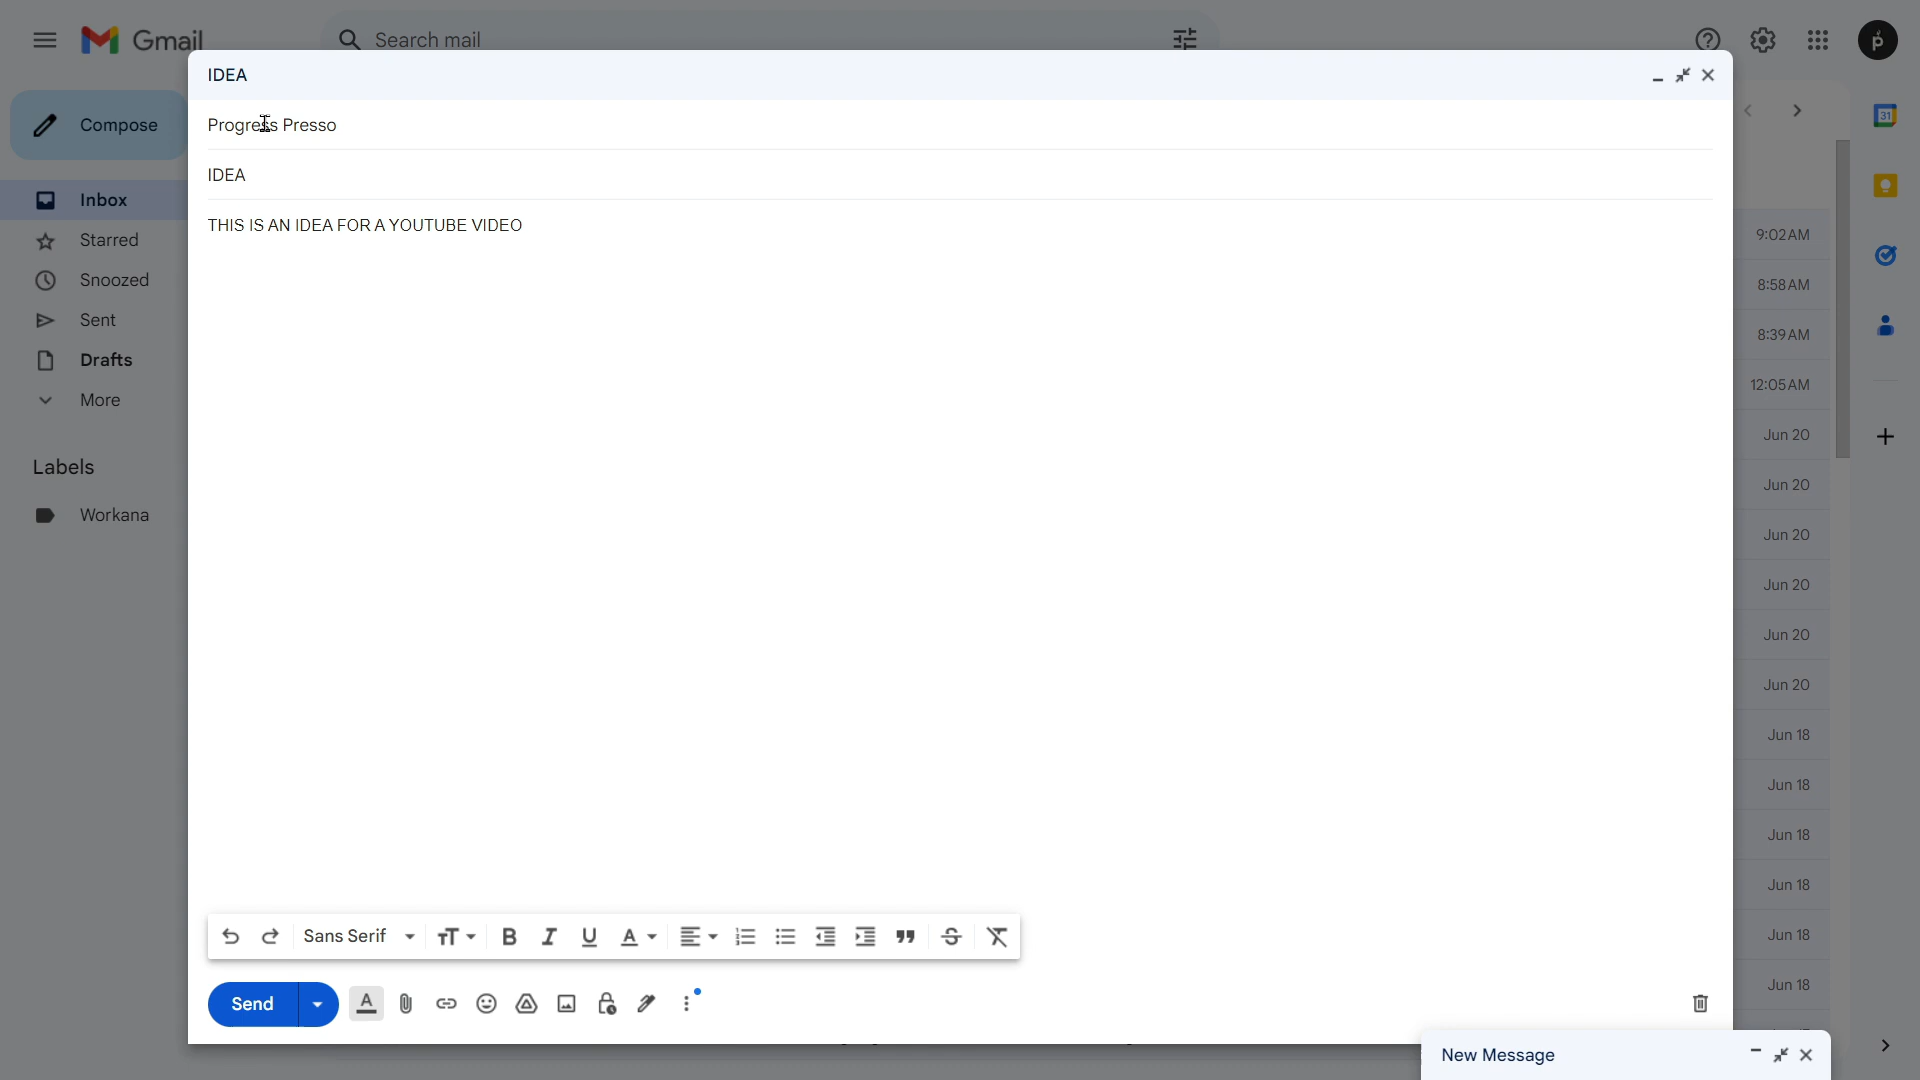 Gmail
Search mail
IDEA
Compose
Progress Presso
31
IDEA
Inbox
THIS IS AN IDEA FOR A YOUTUBE VIDEO
9:02 AM
Starred
Snoozed
8:58 AM
Sent
8:39 AM
Drafts
12:05 AM
More
Jun 20
Labels
Jun 20
Workana
Jun 20
Jun 20
Jun 20
Jun 20
Jun 18
Jun 18
Jun 18
Jun 18
Sans Serif
Jun 18
Send
Jun 18
New Message